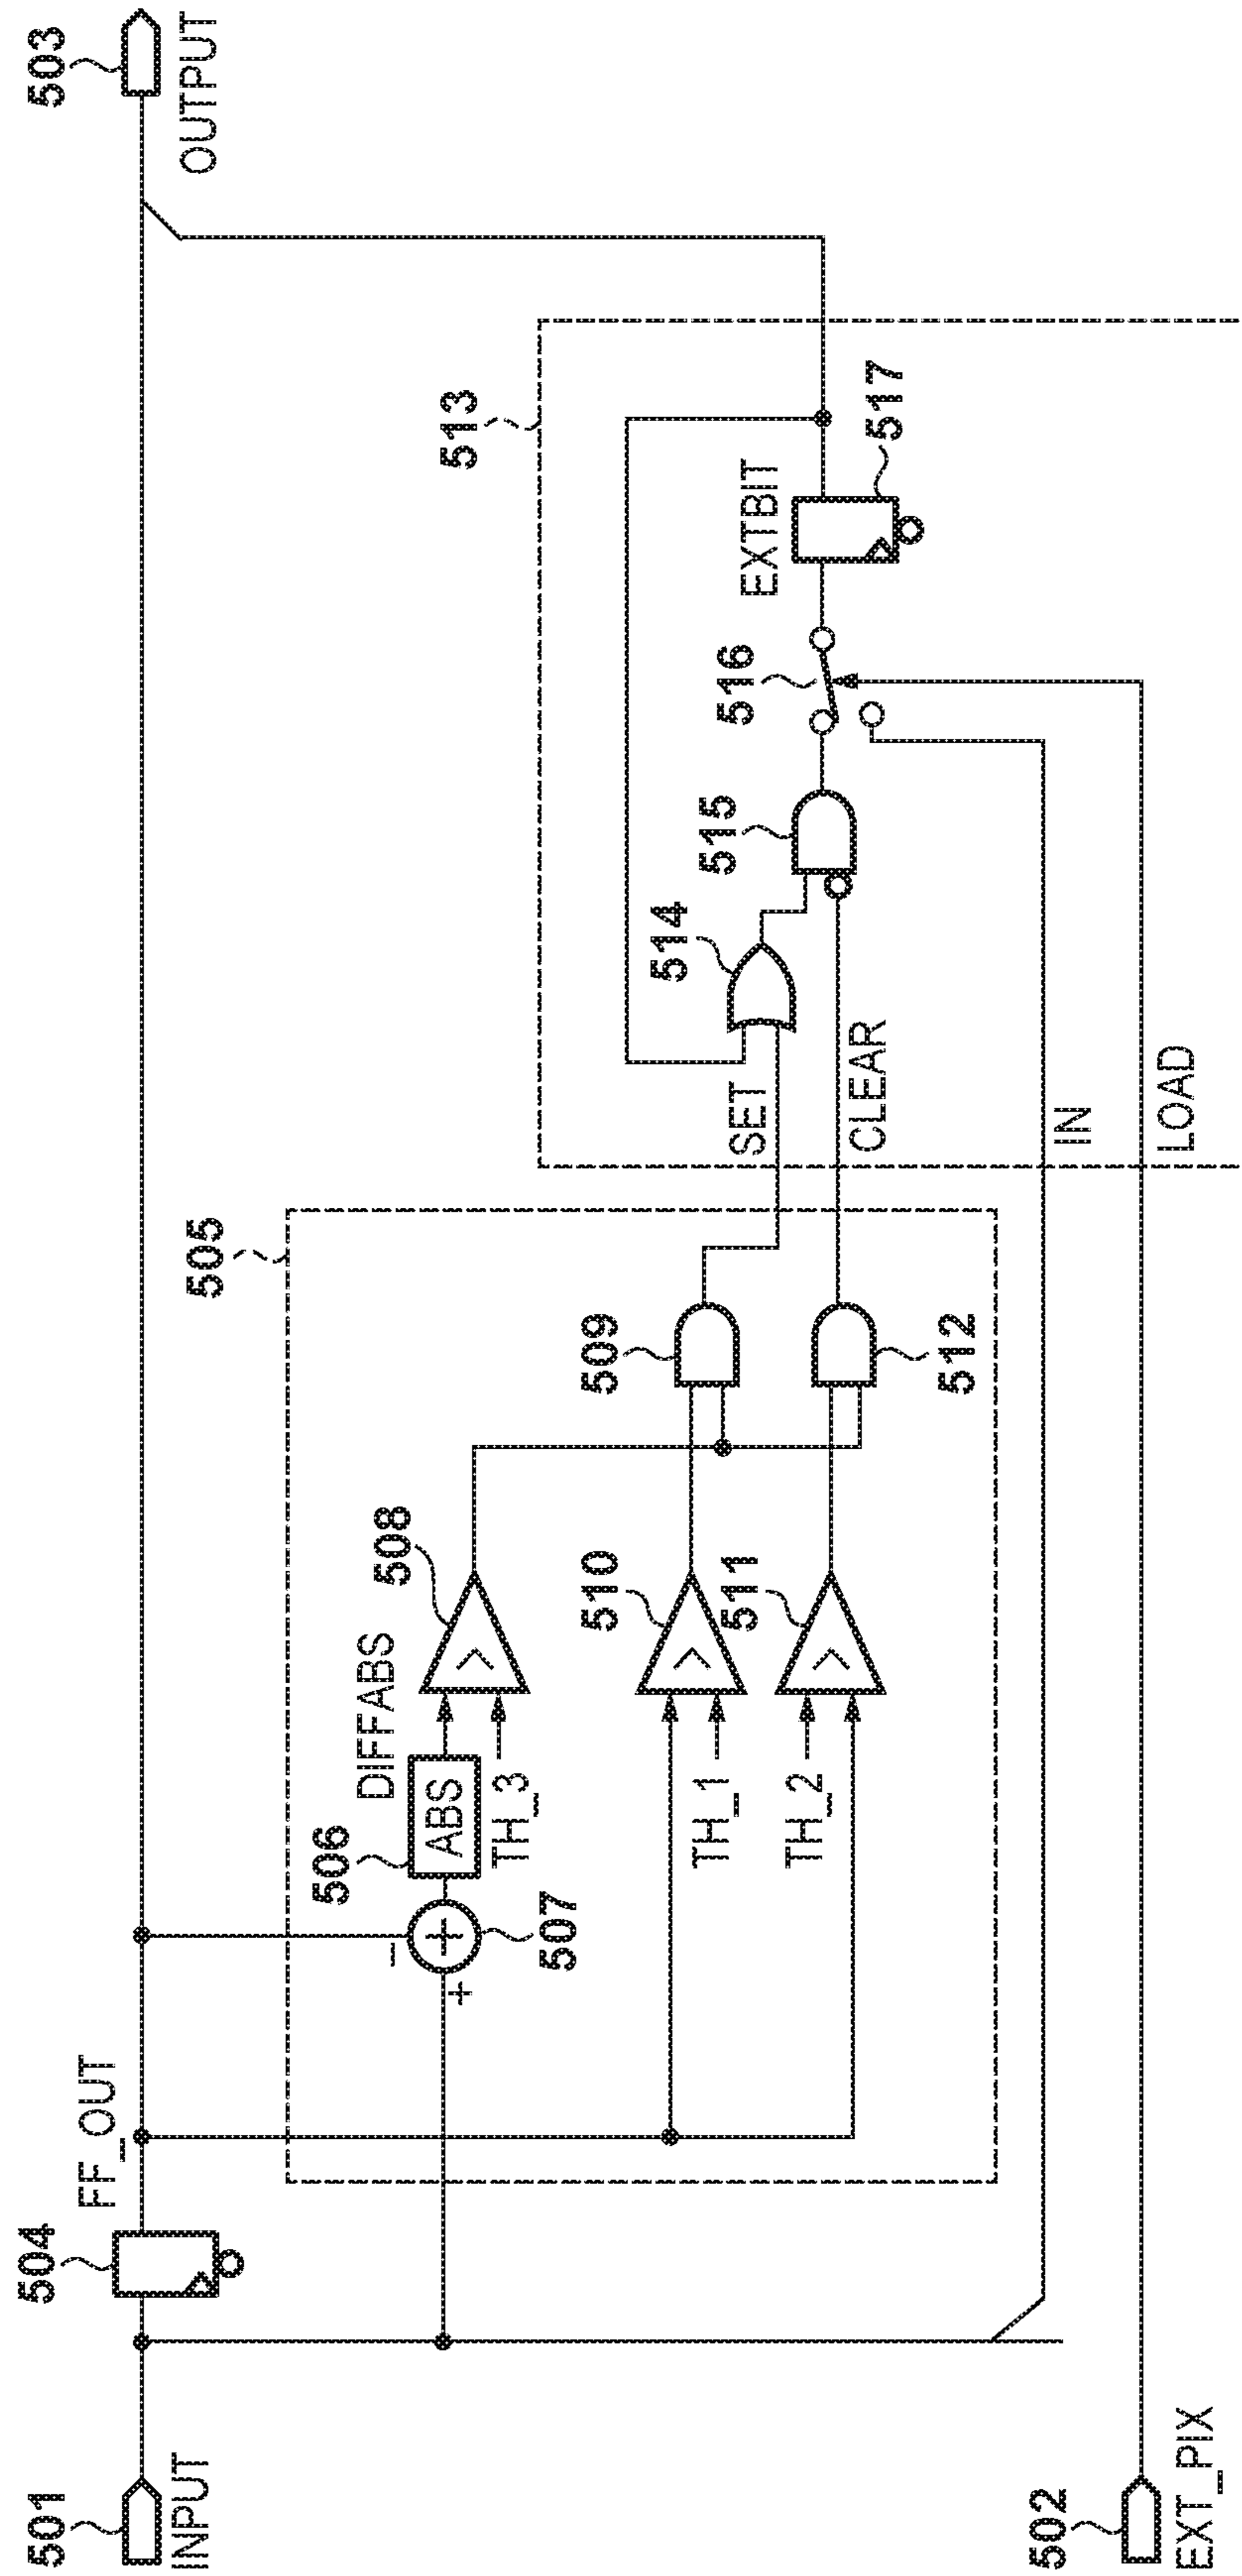 501
INPUT
504
FF_OUT
503
OUTPUT
505
506
ABS
DIFFABS
507
-
+
+
TH_3
508
>
TH_1
510
>
TH_2
511
>
509
512
513
SET
514
CLEAR
515
516
EXTBIT
517
IN
LOAD
502
EXT_PIX